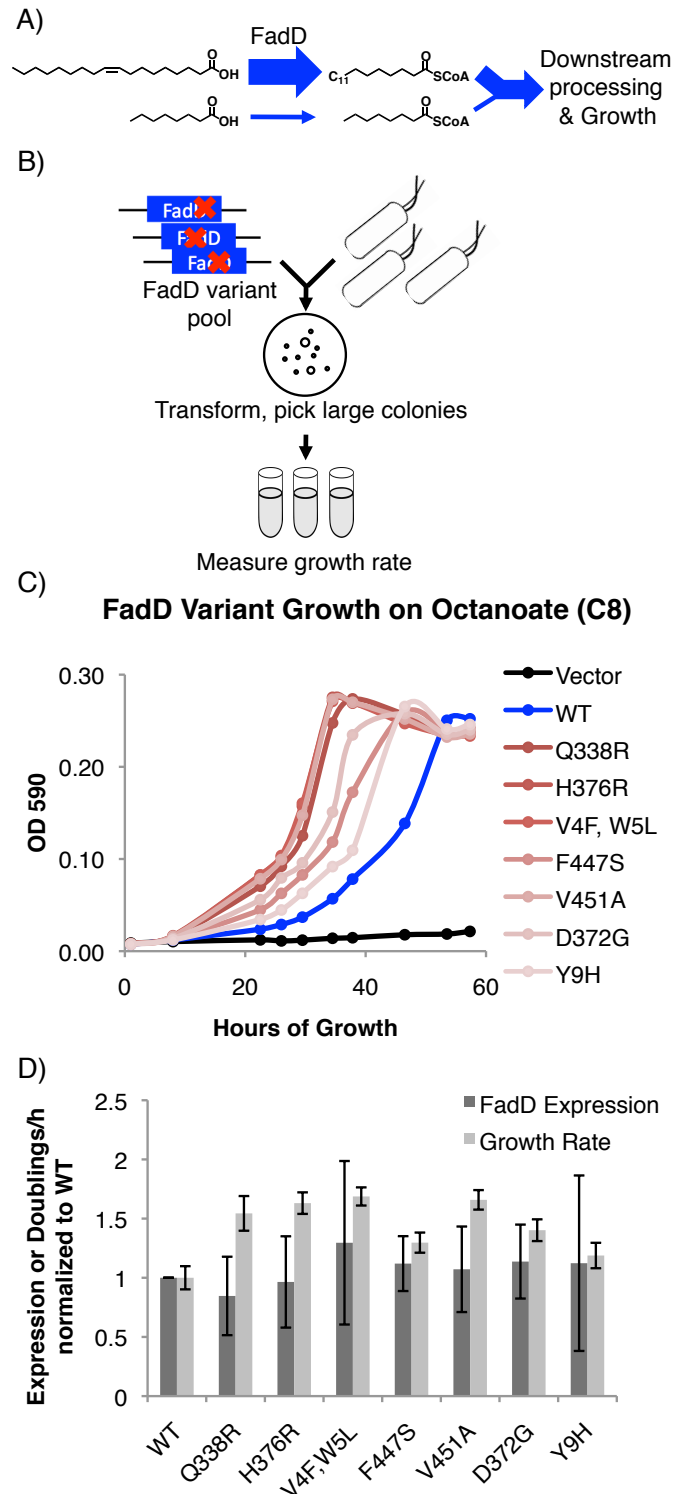 A)
FadD
O
OH
C11
O
SCoA
O
OH
O
SCoA
Downstream
processing
& Growth
B)
FadD
FadD
FadD
FadD variant
pool
Transform, pick large colonies
Measure growth rate
C)
FadD Variant Growth on Octanoate (C8)
OD 590
0.30
0.20
0.10
0.00
0
20
40
60
Hours of Growth
Vector
WT
Q338R
H376R
V4F, W5L
F447S
V451A
D372G
Y9H
D)
Expression or Doublings/h
normalized to WT
2.5
2
1.5
1
0.5
0
FadD Expression
Growth Rate
WT
Q338R
H376R
V4F,W5L
F447S
V451A
D372G
Y9H